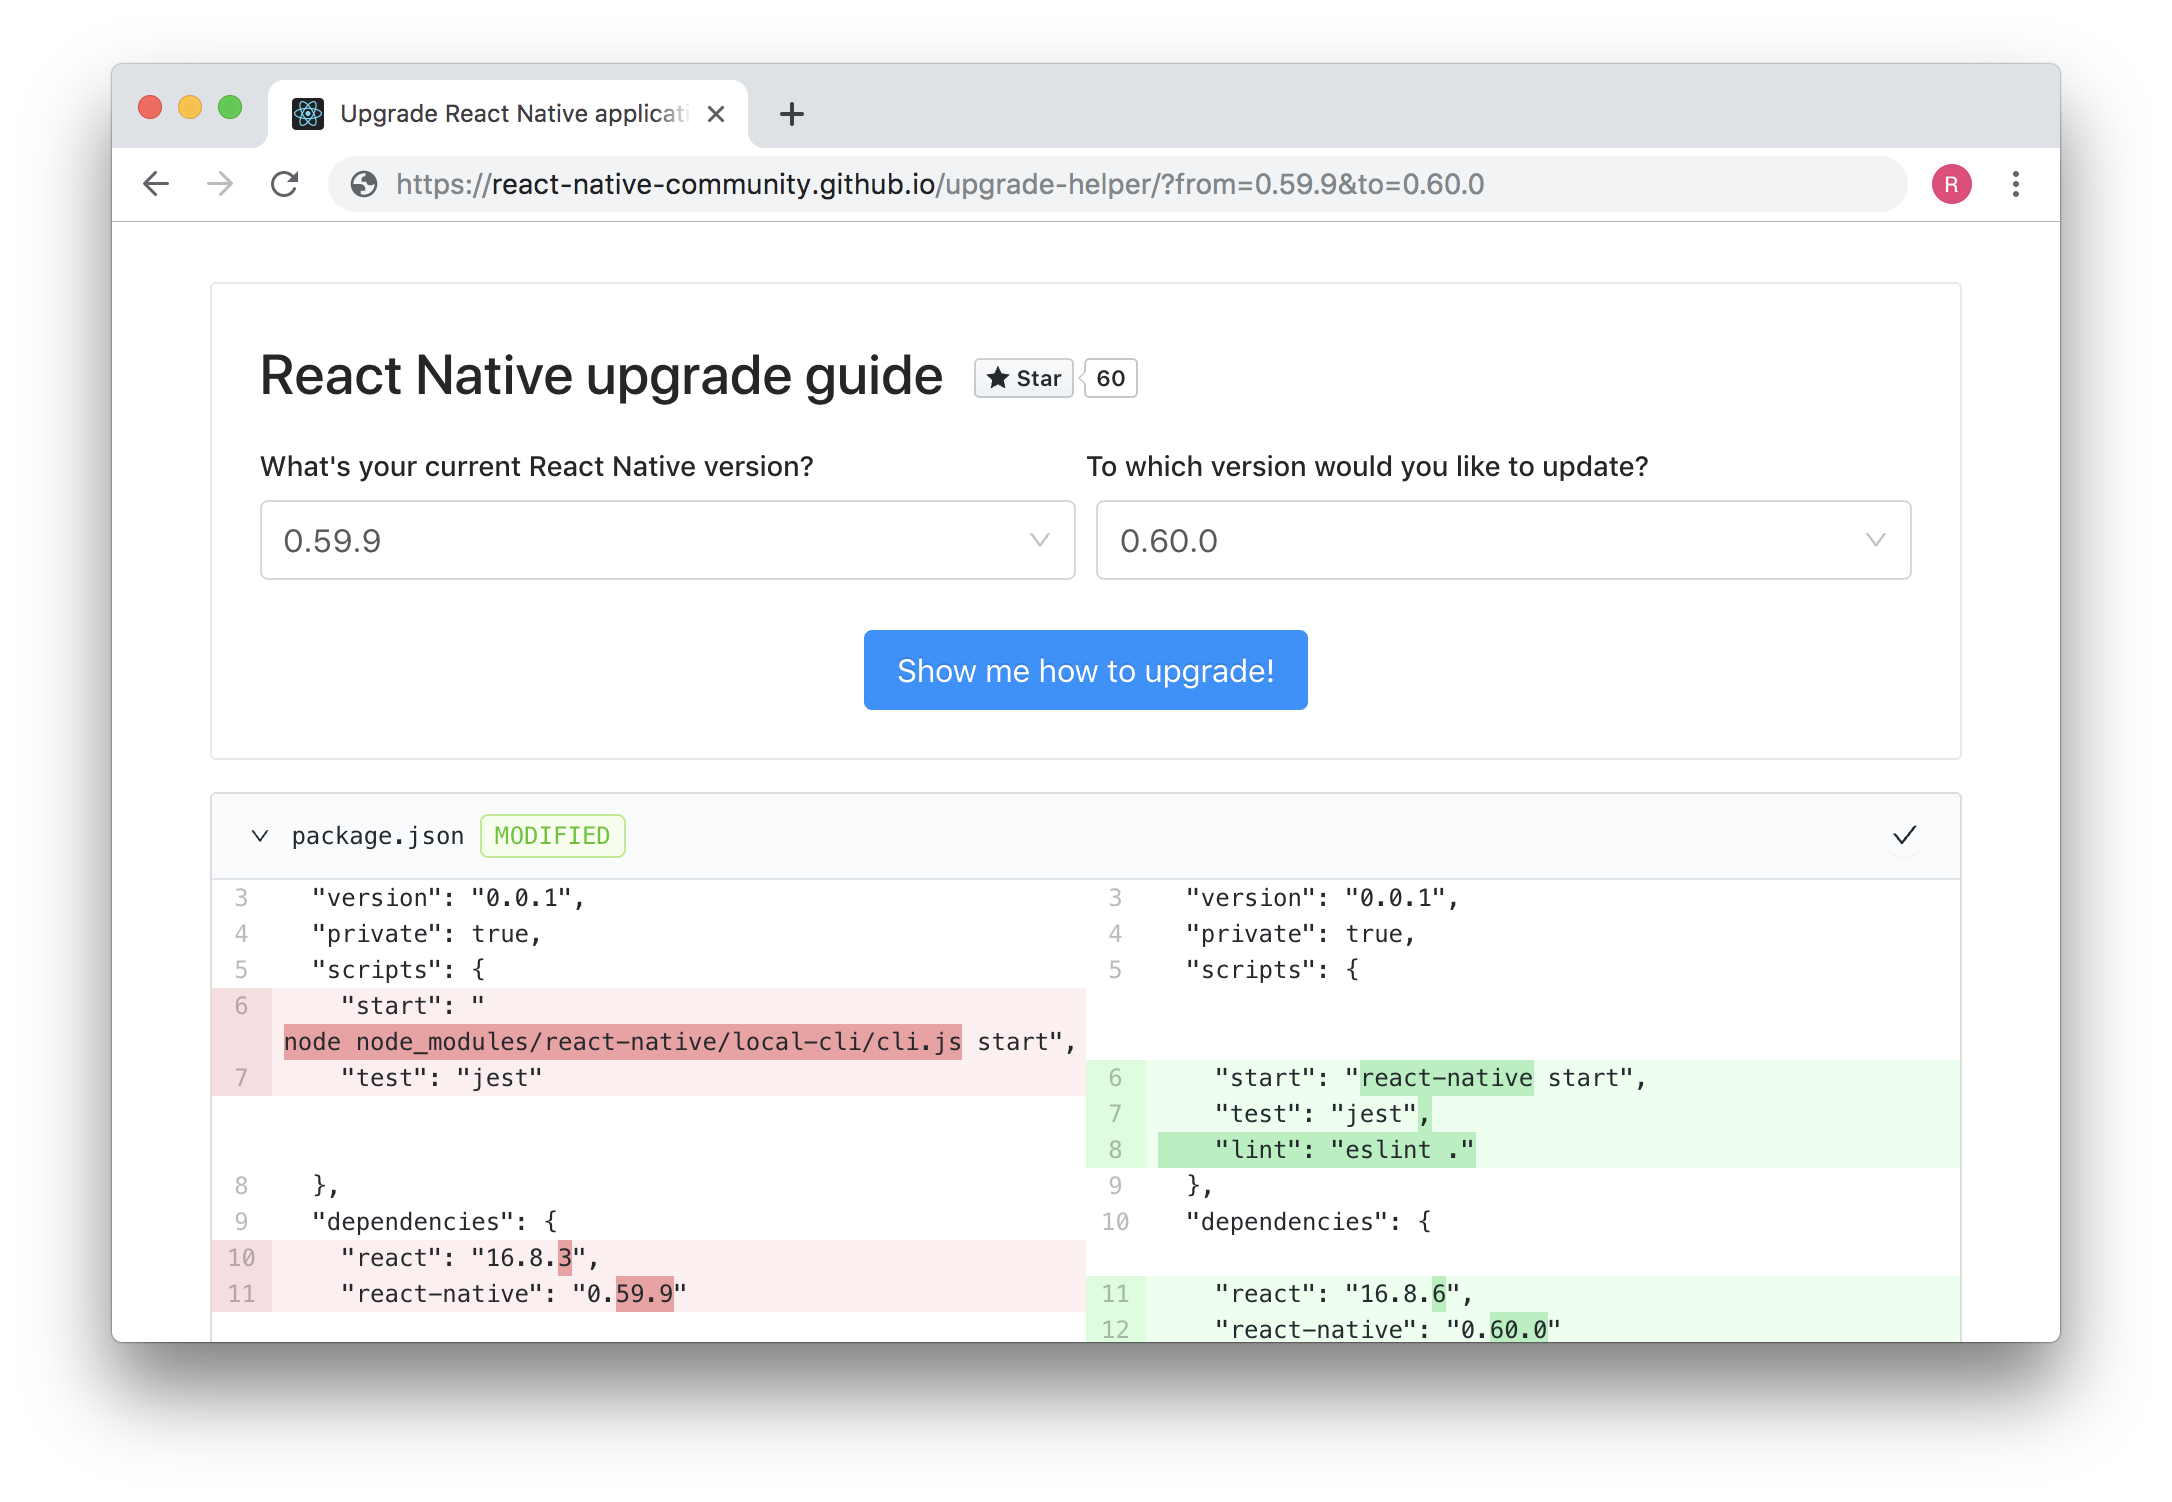 Upgrade React Native applicati
https://react-native-community.github.io/upgrade-helper/?from=0.59.9&to=0.60.0
R
React Native upgrade guide
Star
60
What's your current React Native version?
To which version would you like to update?
0.59.9
0.60.0
Show me how to upgrade!
package.json
MODIFIED
3 "version": "0.0.1",
4 "private": true,
5 "scripts": {
6 "start": "
node node_modules/react-native/local-cli/cli.js start",
7 "test": "jest"
8 },
9 "dependencies": {
10 "react": "16.8.3",
11 "react-native": "0.59.9"
3 "version": "0.0.1",
4 "private": true,
5 "scripts": {
6 "start": "react-native start",
7 "test": "jest",
8 "lint": "eslint ."
9 },
10 "dependencies": {
11 "react": "16.8.6",
12 "react-native": "0.60.0"